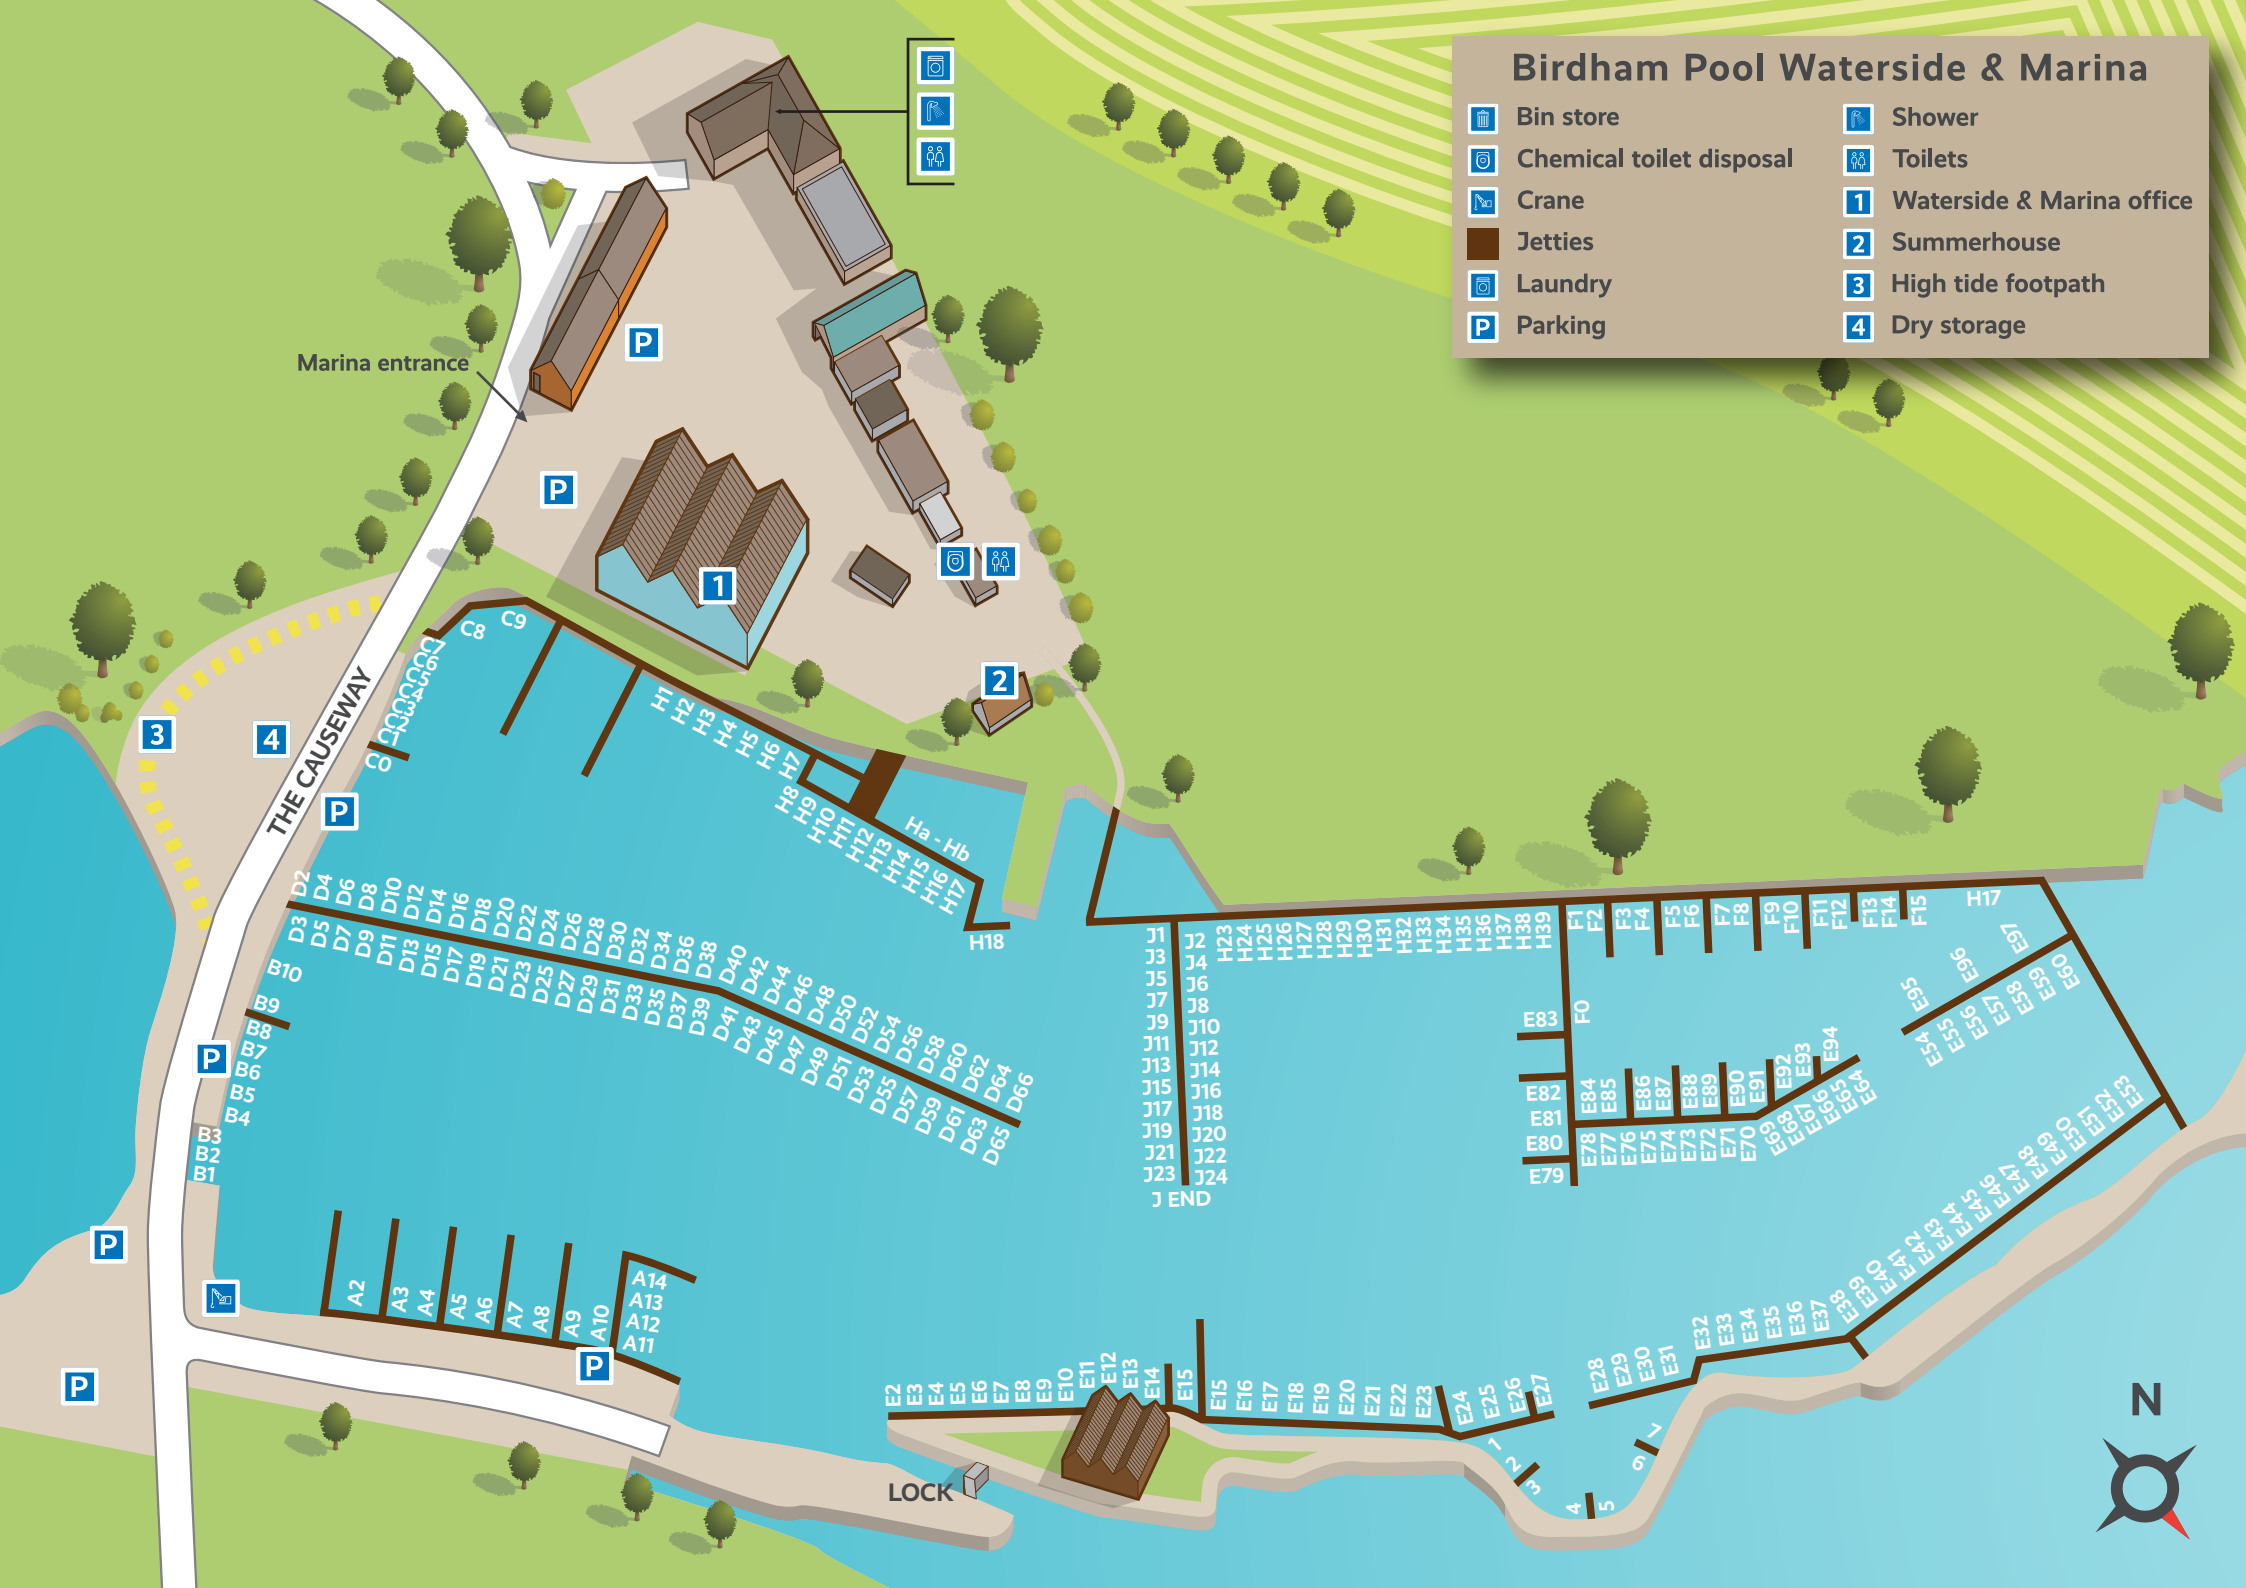 Birdham Pool Waterside & Marina
Bin store
Chemical toilet disposal
Crane
Jetties
Laundry
P Parking
Shower
Toilets
1 Waterside & Marina office
2 Summerhouse
3 High tide footpath
4 Dry storage
Marina entrance
P
P
1
2
3
4
THE CAUSEWAY
P
P
P
P
P
C9
C8
C7
C6
C5
C4
C3
C2
C1
C0
H1
H2
H3
H4
H5
H6
H7
H8
H9
H10
H11
H12
H13
H14
H15
H16
H17
Ha - Hb
H18
D2
D4
D6
D8
D10
D12
D14
D16
D18
D20
D22
D24
D26
D28
D30
D32
D34
D36
D38
D40
D42
D44
D46
D48
D50
D52
D54
D56
D58
D60
D62
D64
D66
D3
D5
D7
D9
D11
D13
D15
D17
D19
D21
D23
D25
D27
D29
D31
D33
D35
D37
D39
D41
D43
D45
D47
D49
D51
D53
D55
D57
D59
D61
D63
D65
B10
B9
B8
B7
B6
B5
B4
B3
B2
B1
A2
A3
A4
A5
A6
A7
A8
A9
A10
A14
A13
A12
A11
J1
J3
J5
J7
J9
J11
J13
J15
J17
J19
J21
J23
J2
J4
J6
J8
J10
J12
J14
J16
J18
J20
J22
J24
J END
H23
H24
H25
H26
H27
H28
H29
H30
H31
H32
H33
H34
H35
H36
H37
H38
H39
F1
F2
F3
F4
F5
F6
F7
F8
F9
F10
F11
F12
F13
F14
F15
H17
F0
E83
E82
E81
E80
E79
E84
E85
E86
E87
E88
E89
E90
E91
E92
E93
E94
E78
E77
E76
E75
E74
E73
E72
E71
E70
E69
E68
E67
E66
E65
E64
E95
E96
E97
E54
E55
E56
E57
E58
E59
E60
E53
E52
E51
E50
E49
E48
E47
E46
E45
E44
E43
E42
E41
E40
E39
E38
E37
E36
E35
E34
E33
E32
E31
E30
E29
E28
E2
E3
E4
E5
E6
E7
E8
E9
E10
E11
E12
E13
E14
E15
E15
E16
E17
E18
E19
E20
E21
E22
E23
E24
E25
E26
E27
1
2
3
4
5
6
7
LOCK
N